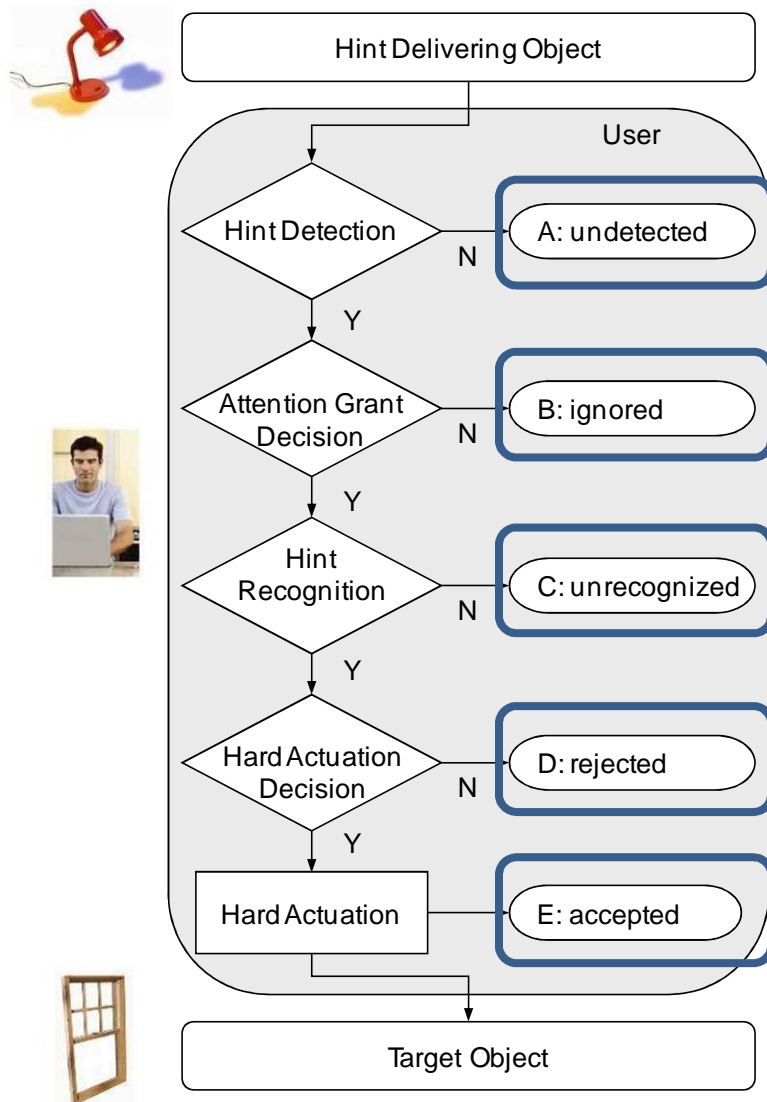 Hint Delivering Object
User
Hint Detection
N
A: undetected
Y
Attention Grant
Decision
N
B: ignored
Y
Hint
Recognition
N
C: unrecognized
Y
Hard Actuation
Decision
N
D: rejected
Y
Hard Actuation
E: accepted
Target Object